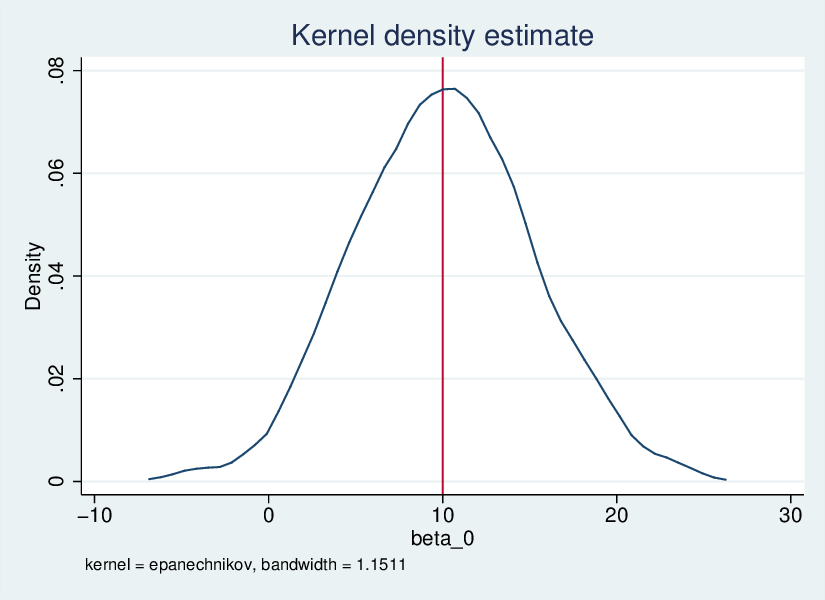 Kernel density estimate
Density
.08
.06
.04
.02
0
−10
0
10
20
30
beta_0
kernel = epanechnikov, bandwidth = 1.1511